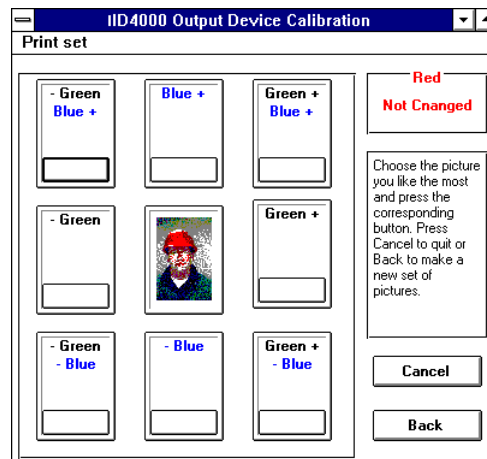 tlD4000 Output Device Calibration
Print set
- Green
Blue +
Blue +
Green +
Blue +
Red
Not Cnanged
- Green
Green +
Choose the picture
you like the most
and press the
corresponding
button. Press
Cancel to quit or
Back to make a
new set of
pictures.
- Green
- Blue
- Blue
Green +
- Blue
Cancel
Back